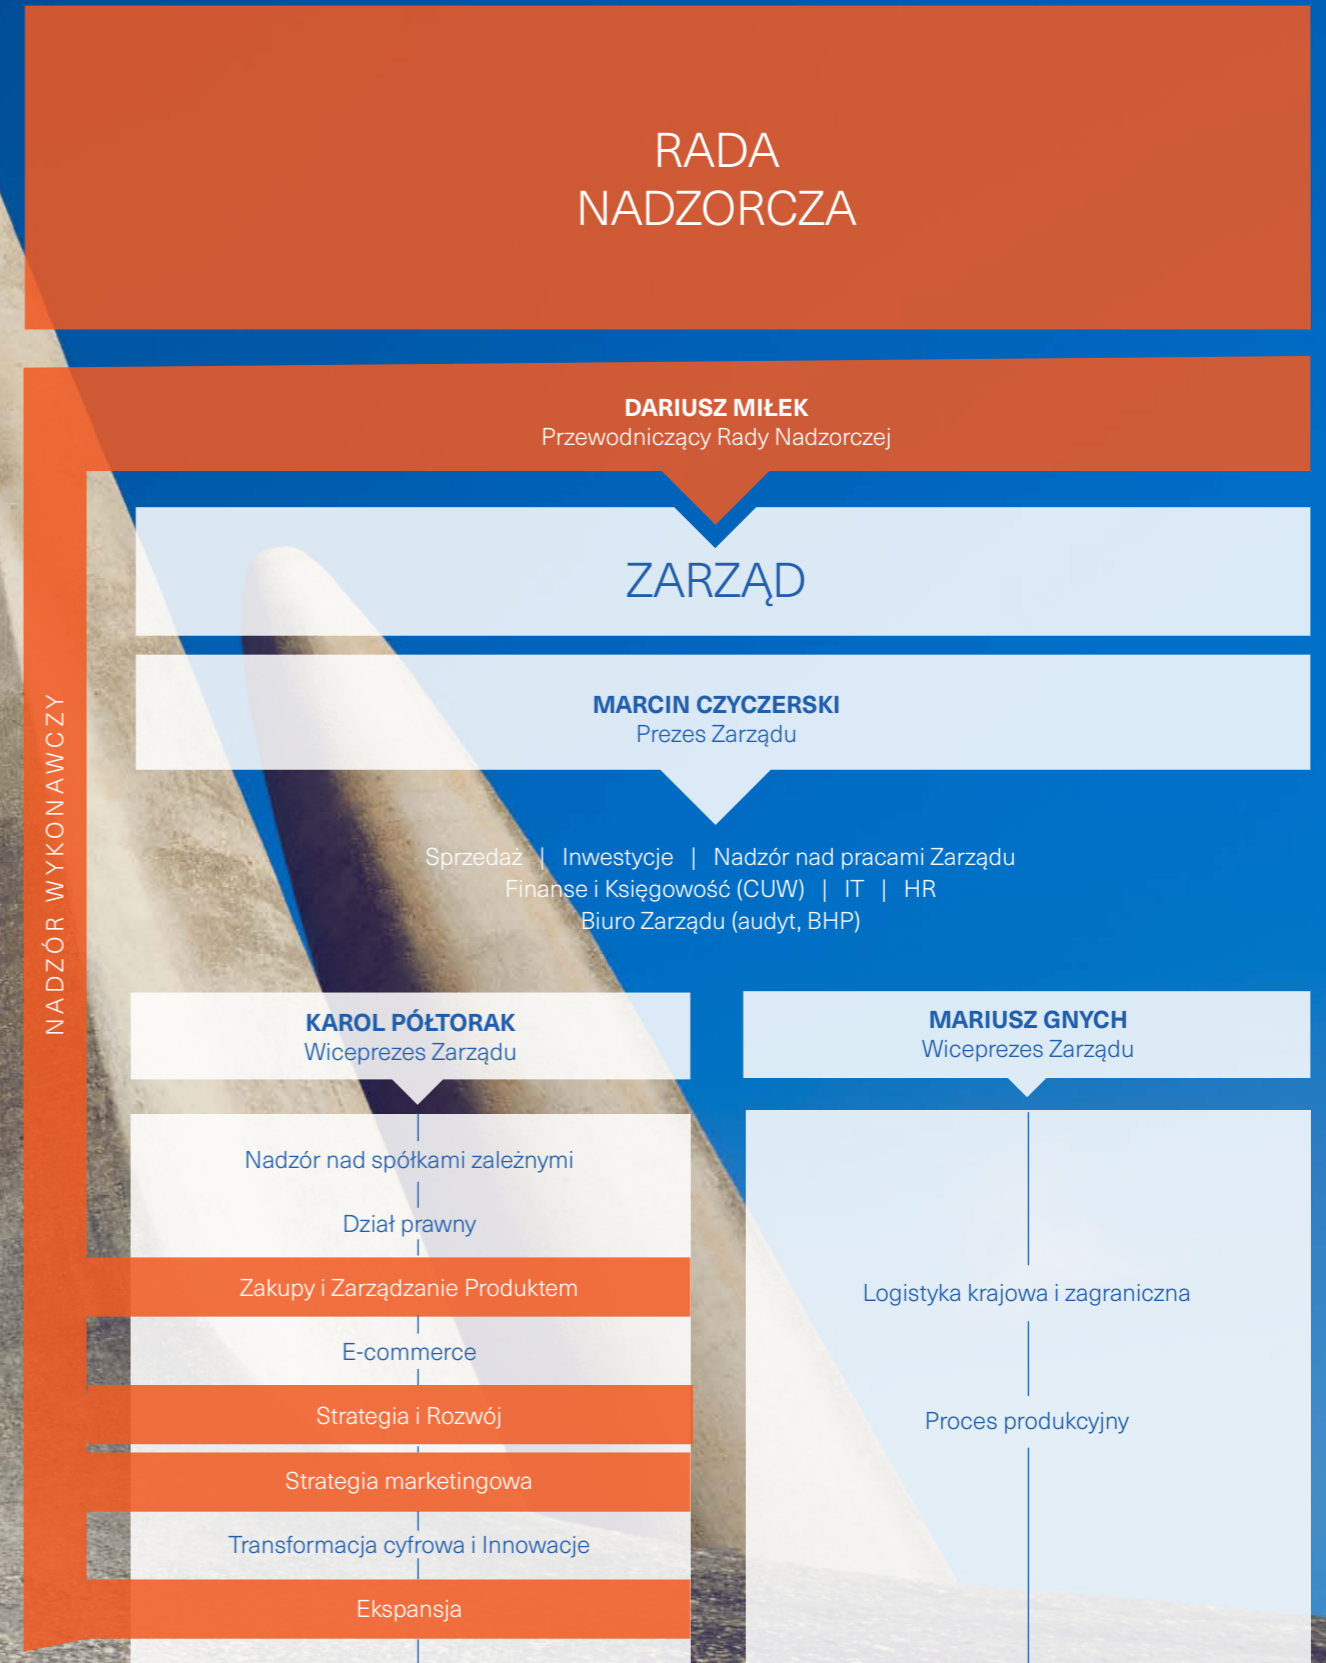 RADA
NADZORCZA
DARIUSZ MIŁEK
Przewodniczący Rady Nadzorczej
ZARZĄD
MARCIN CZYCZERSKI
Prezes Zarządu
NADZÓR WYKONAWCZY
Sprzedaż | Inwestycje | Nadzór nad pracami Zarządu
Finanse i Księgowość (CUW) | IT | HR
Biuro Zarządu (audyt, BHP)
KAROL PÓŁTORAK
Wiceprezes Zarządu
Nadzór nad spółkami zależnymi
Dział prawny
Zakupy i Zarządzanie Produktem
E-commerce
Strategia i Rozwój
Strategia marketingowa
Transformacja cyfrowa i Innowacje
Ekspansja
MARIUSZ GNYCH
Wiceprezes Zarządu
Logistyka krajowa i zagraniczna
Proces produkcyjny